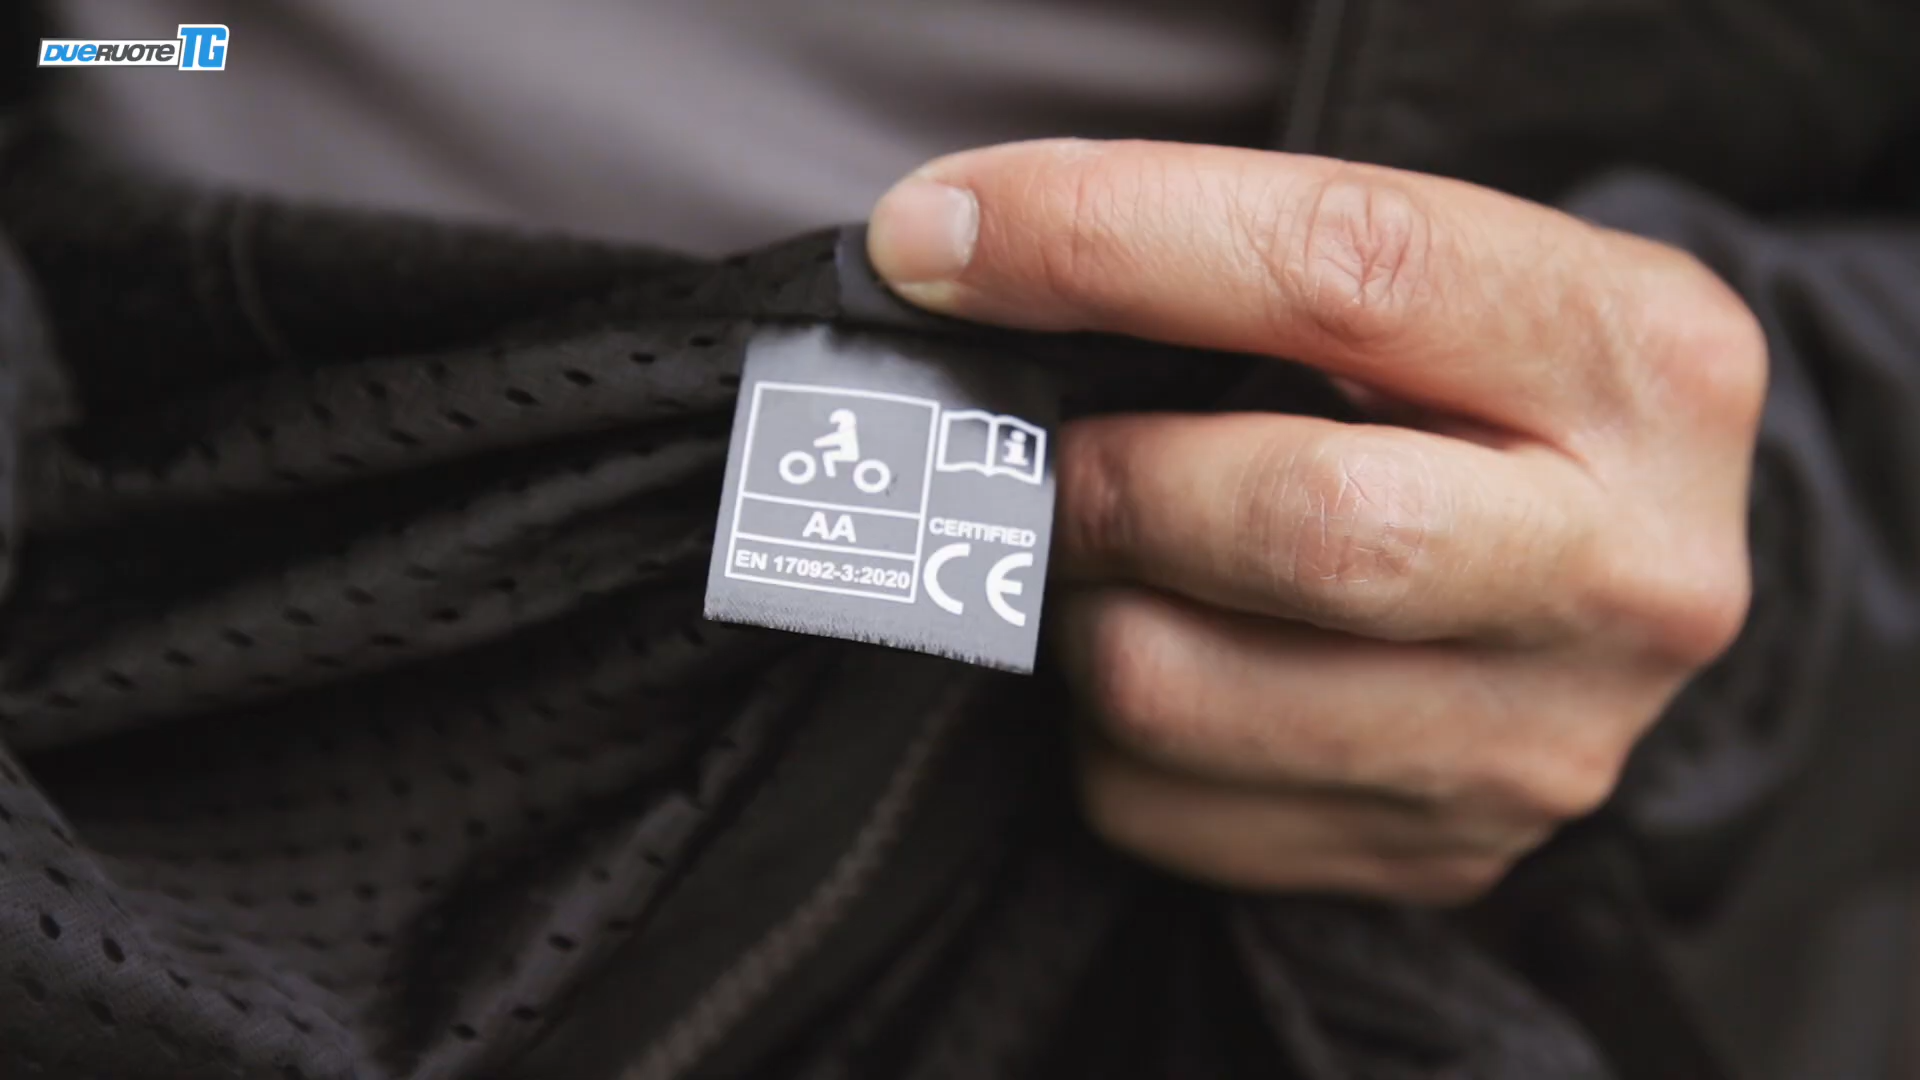 DUERUOTE TG
i
AA
EN 17092-3:2020
CERTIFIED
CE